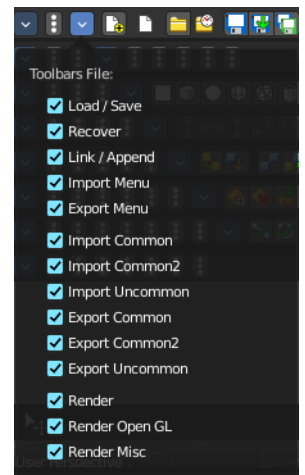 Toolbars File:
Load / Save
Recover
Link / Append
Import Menu
Export Menu
Import Common
Import Common2
Import Uncommon
Export Common
Export Common2
Export Uncommon
Render
Render Open GL
Render Misc
User Perspective